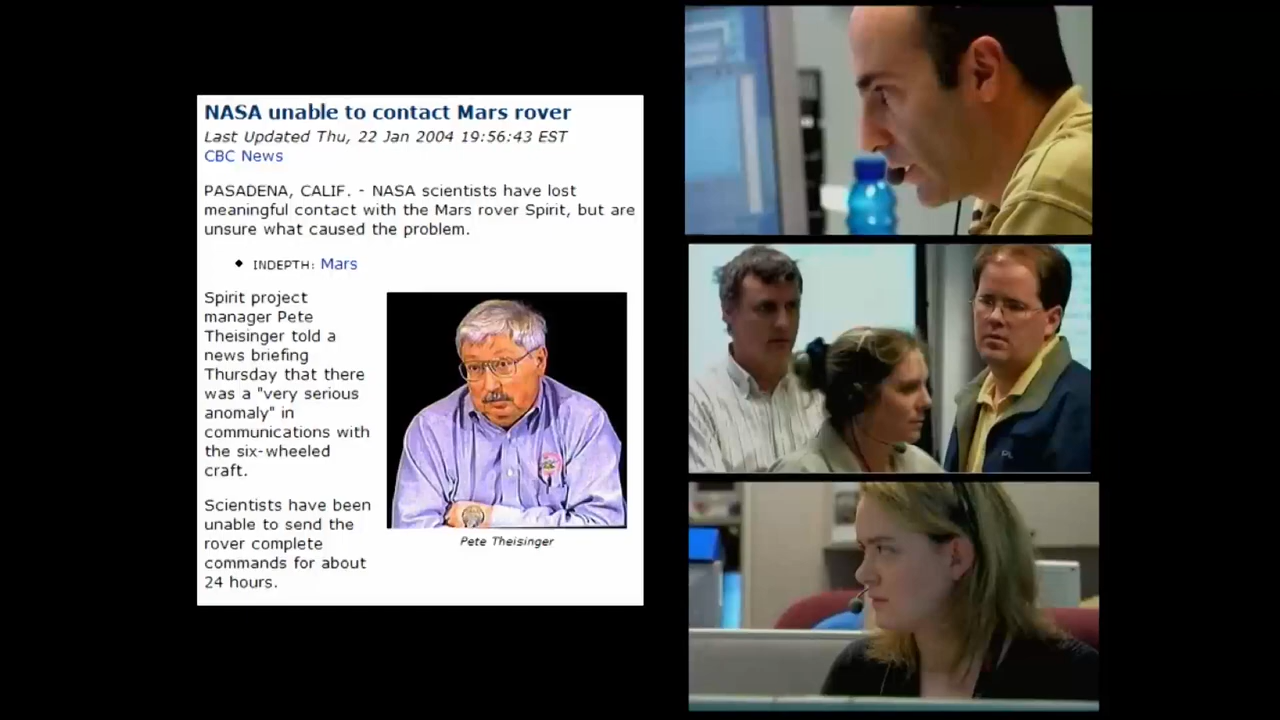 NASA unable to contact Mars rover
Last Updated Thu, 22 Jan 2004 19:56:43 EST
CBC News
PASADENA, CALIF. - NASA scientists have lost
meaningful contact with the Mars rover Spirit, but are
unsure what caused the problem.
INDEPTH: Mars
Spirit project
manager Pete
Theisinger told a
news briefing
Thursday that there
was a "very serious
anomaly" in
communications with
the six-wheeled
craft.
Scientists have been
unable to send the
rover complete
commands for about
24 hours.
Pete Theisinger